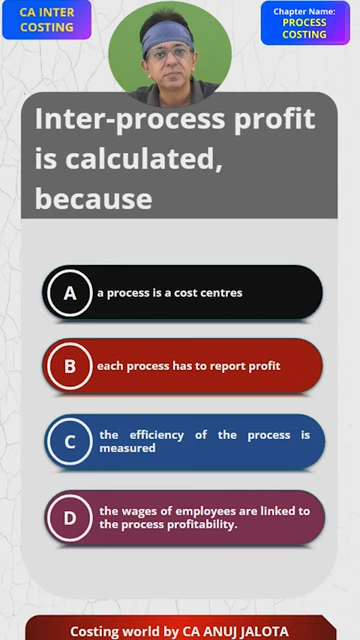 CA INTER
COSTING
Chapter Name:
PROCESS
COSTING
Inter-process profit
is calculated,
because
A a process is a cost centres
B each process has to report profit
C the efficiency of the process is
measured
D the wages of employees are linked to
the process profitability.
Costing world by CA ANUJ JALOTA